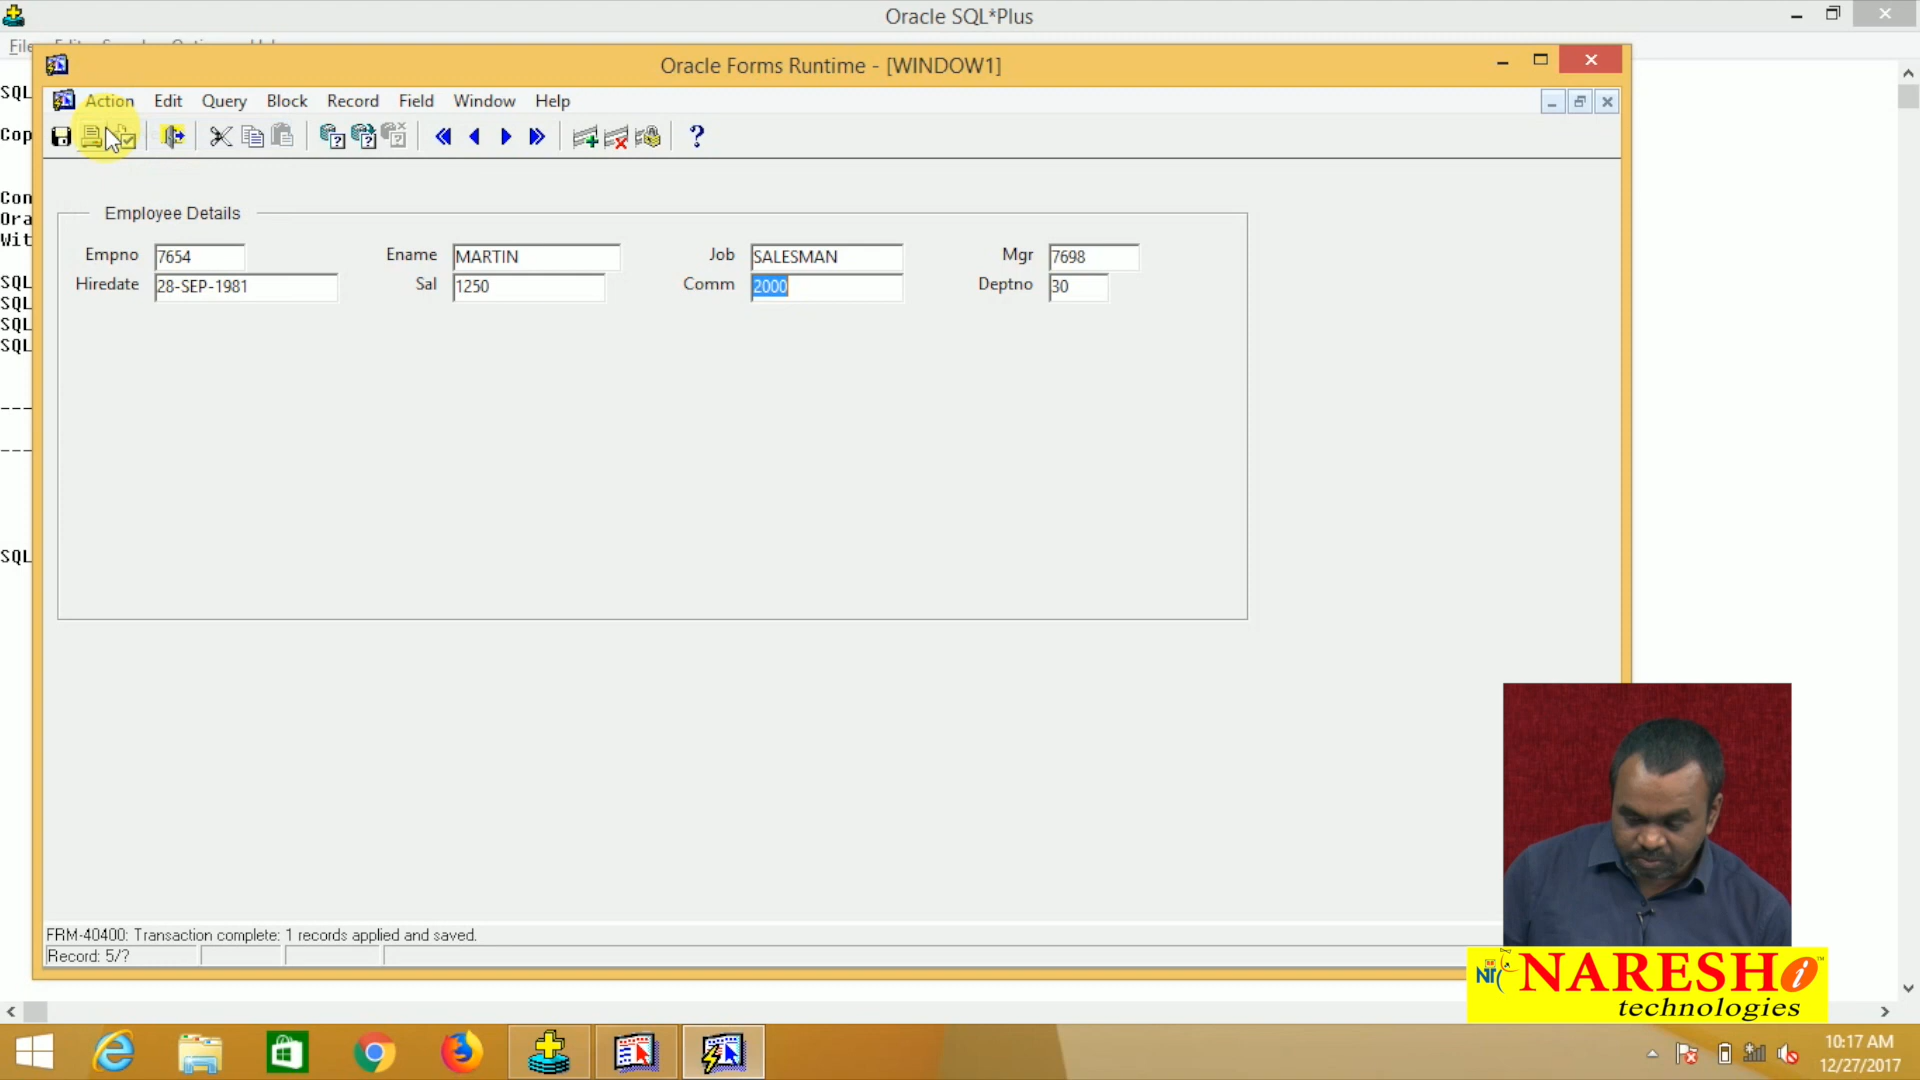 Oracle SQL*Plus
File
Oracle Forms Runtime - [WINDOW1]
Action Edit Query Block Record Field Window Help
SQL
Cop
Con
Ora
Wit
SQL
SQL
SQL
SQL
----
----
SQL
Employee Details
Empno 7654 Ename MARTIN Job SALESMAN Mgr 7698
Hiredate 28-SEP-1981 Sal 1250 Comm 2000 Deptno 30
FRM-40400: Transaction complete: 1 records applied and saved.
Record: 5/?
NARESH i
technologies
10:17 AM
12/27/2017